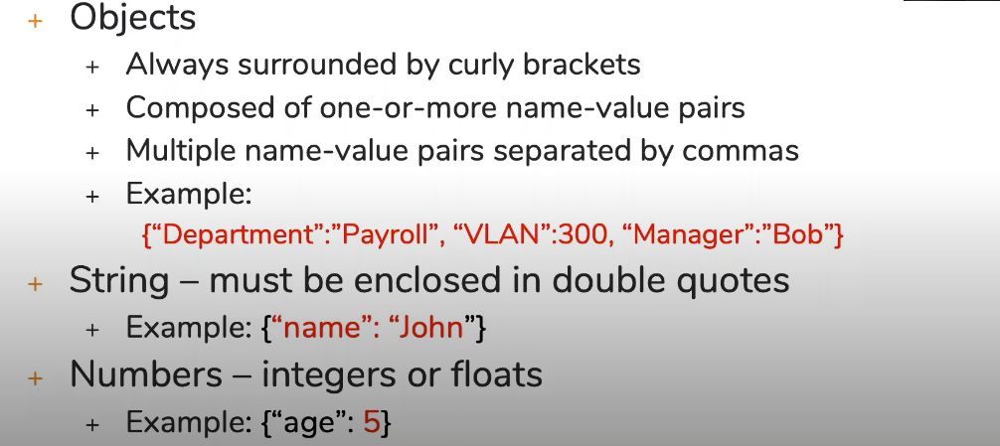 + Objects
+ Always surrounded by curly brackets
+ Composed of one-or-more name-value pairs
+ Multiple name-value pairs separated by commas
+ Example:
{“Department”:”Payroll”, “VLAN”:300, “Manager”:”Bob”}
+ String – must be enclosed in double quotes
+ Example: {“name”: “John”}
+ Numbers – integers or floats
+ Example: {“age”: 5}